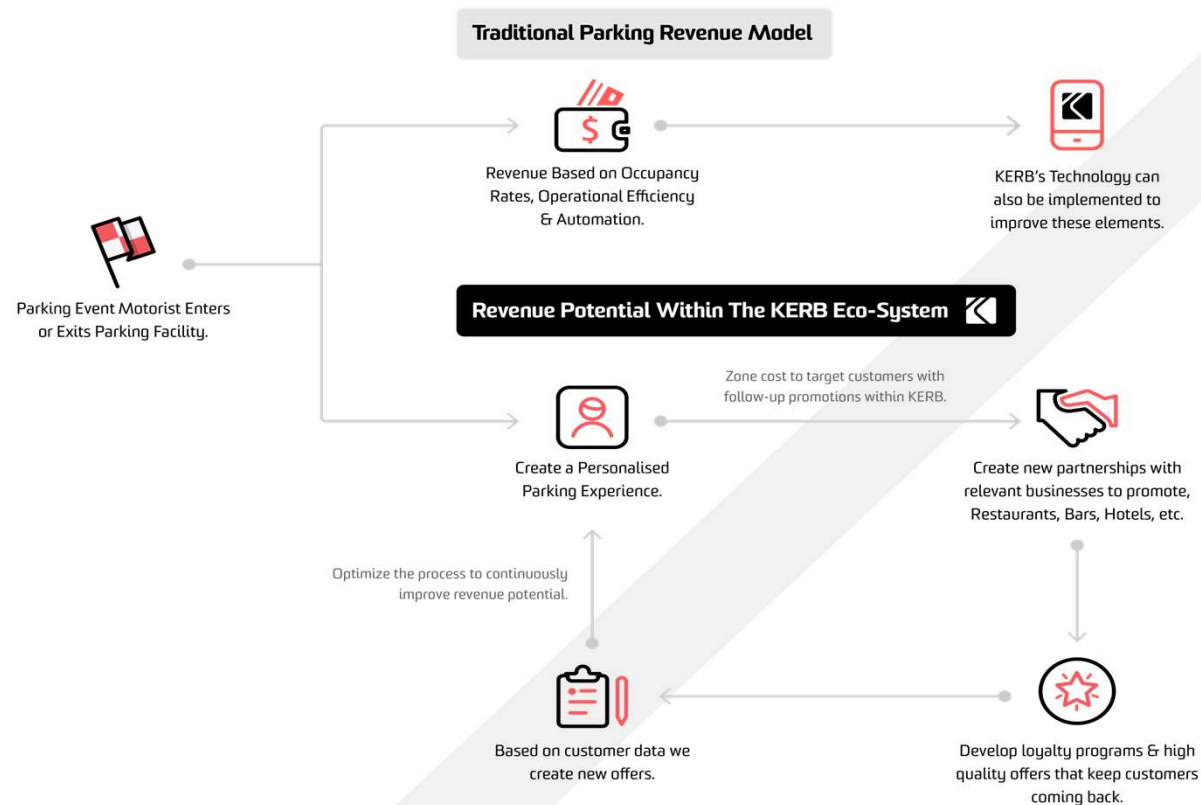 Traditional Parking Revenue Model
Revenue Based on Occupancy
Rates, Operational Efficiency
& Automation.
KERB's Technology can
also be implemented to
improve these elements.
Parking Event Motorist Enters
or Exits Parking Facility.
Revenue Potential Within The KERB Eco-System
Zone cost to target customers with
follow-up promotions within KERB.
Create a Personalised
Parking Experience.
Create new partnerships with
relevant businesses to promote,
Restaurants, Bars, Hotels, etc.
Optimize the process to continuously
improve revenue potential.
Based on customer data we
create new offers.
Develop loyalty programs & high
quality offers that keep customers
coming back.